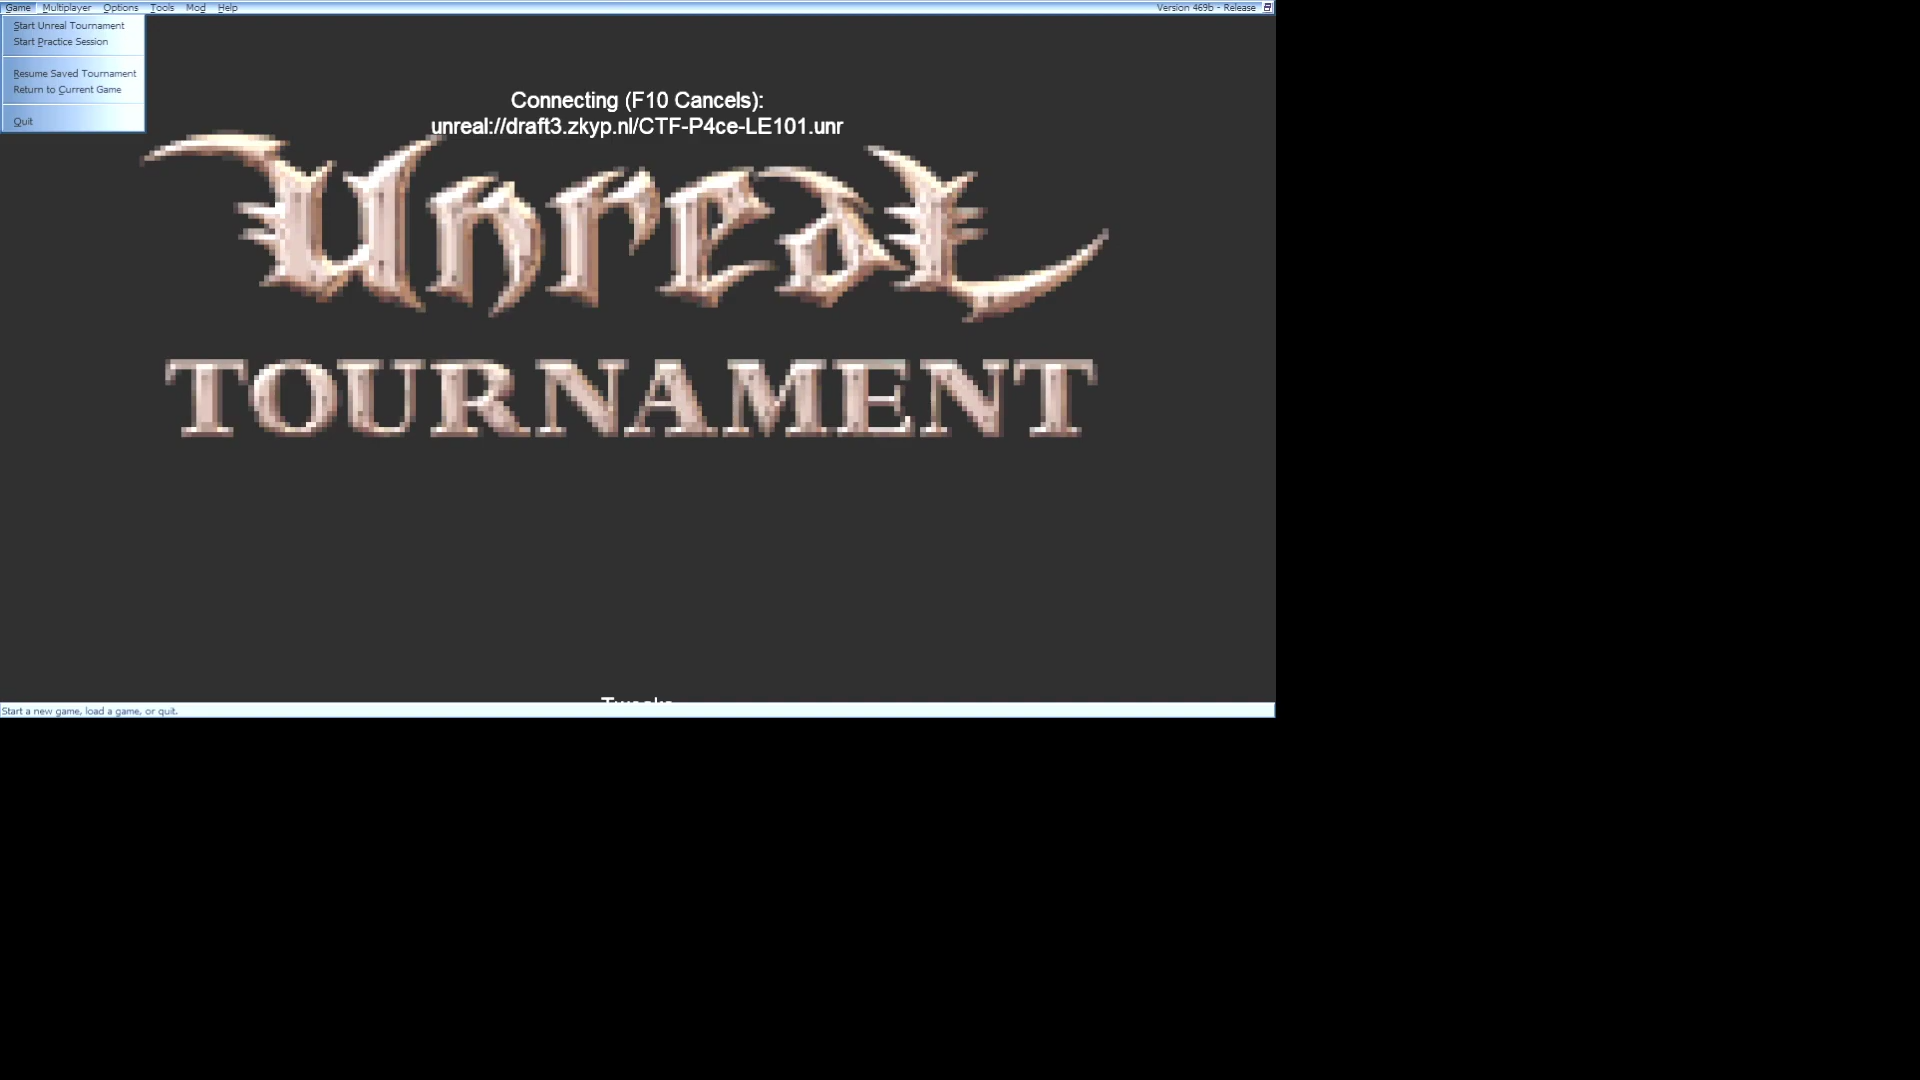 Game Multiplayer Options Tools Mod Help Version 469b - Release
Start Unreal Tournament
Start Practice Session
Resume Saved Tournament
Return to Current Game
Quit
Connecting (F10 Cancels):
unreal://draft3.zkyp.nl/CTF-P4ce-LE101.unr
Unreal
TOURNAMENT
Tweaks
Start a new game, load a game, or quit.